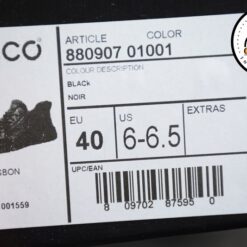 CO
ARTICLE COLOR
880907 01001
COLOUR DESCRIPTION
BLACK
NOIR
EU US EXTRAS
40 6-6.5
SBON
UPC/EAN
001559
8 09702 87595 0